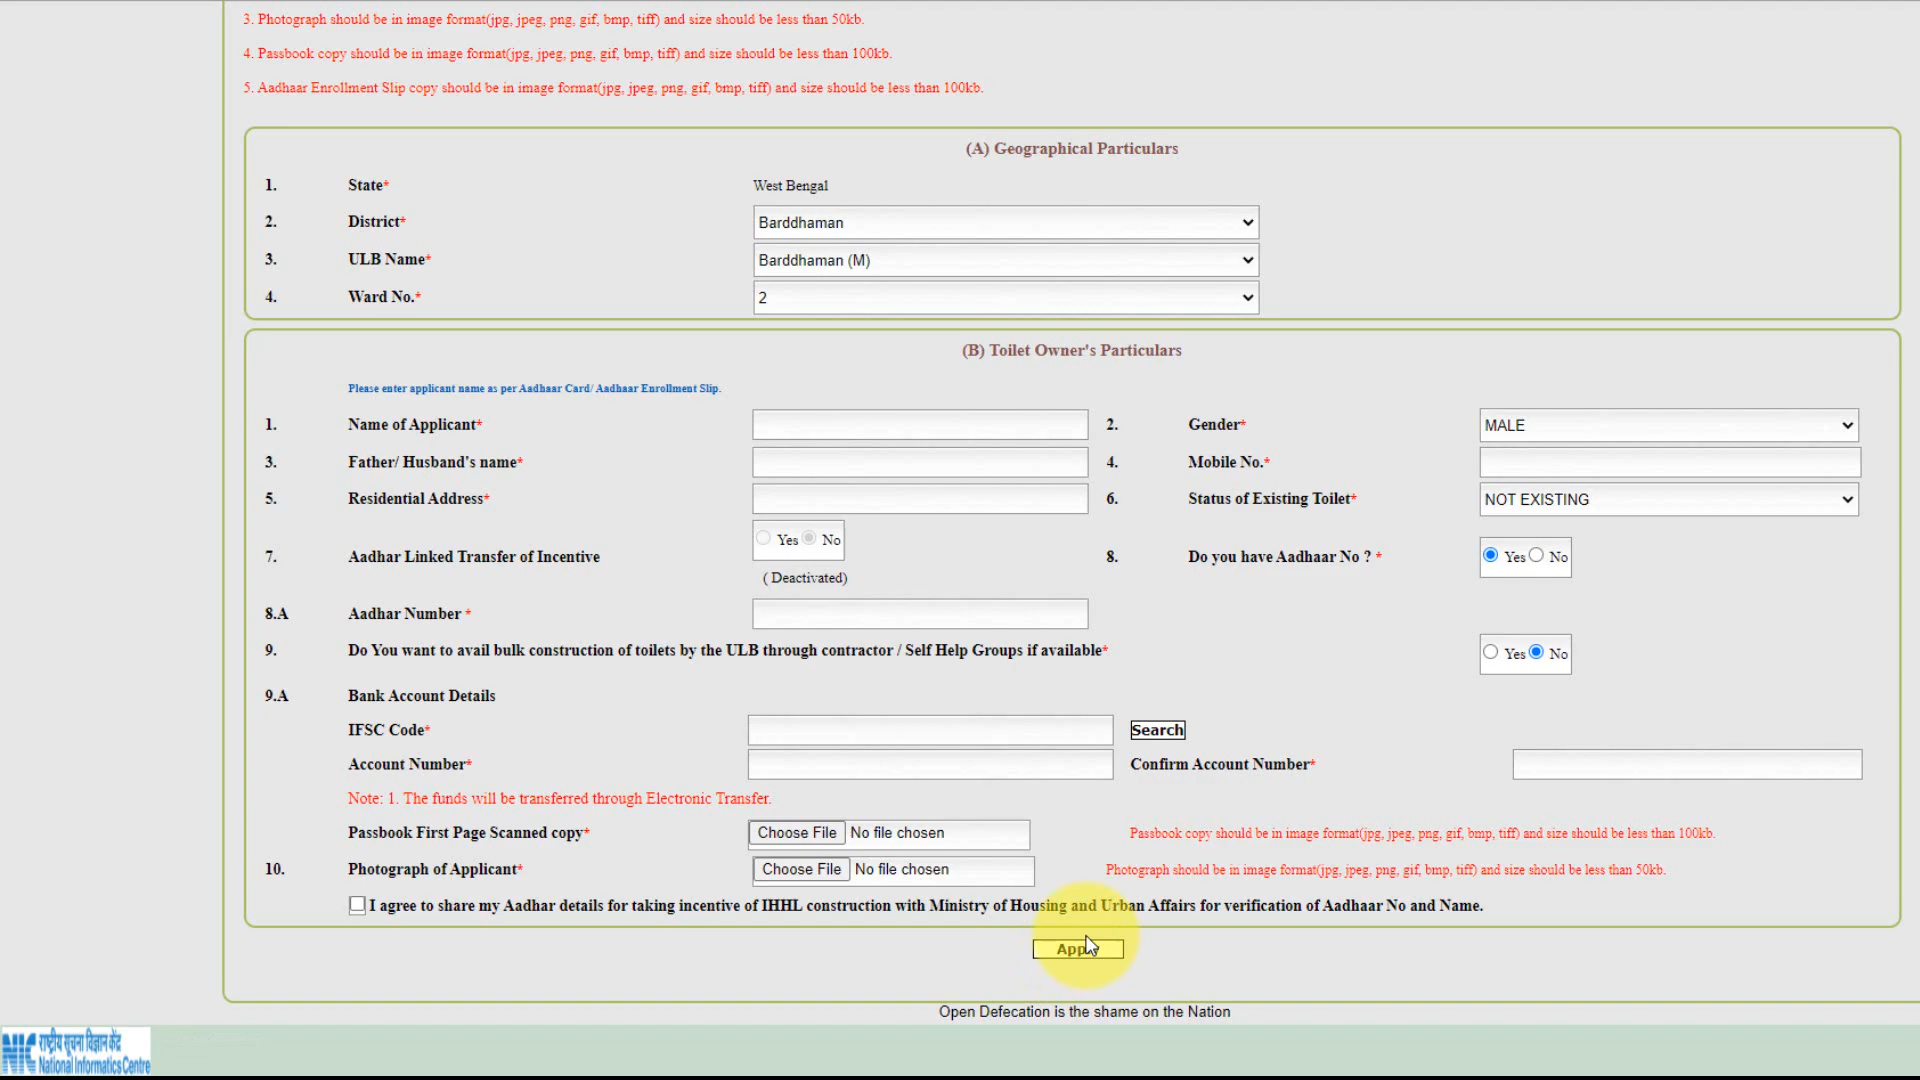 3. Photograph should be in image format(jpg, jpeg, png, gif, bmp, tiff) and size should be less than 50kb.
4. Passbook copy should be in image format(jpg, jpeg, png, gif, bmp, tiff) and size should be less than 100kb.
5. Aadhaar Enrollment Slip copy should be in image format(jpg, jpeg, png, gif, bmp, tiff) and size should be less than 100kb.
(A) Geographical Particulars
1. State* West Bengal
2. District* Barddhaman
3. ULB Name* Barddhaman (M)
4. Ward No.* 2
(B) Toilet Owner's Particulars
Please enter applicant name as per Aadhaar Card/ Aadhaar Enrollment Slip.
1. Name of Applicant* 2. Gender* MALE
3. Father/ Husband's name* 4. Mobile No.*
5. Residential Address* 6. Status of Existing Toilet* NOT EXISTING
7. Aadhar Linked Transfer of Incentive Yes No 8. Do you have Aadhaar No ? * Yes No
( Deactivated)
8.A Aadhar Number *
9. Do You want to avail bulk construction of toilets by the ULB through contractor / Self Help Groups if available* Yes No
9.A Bank Account Details
IFSC Code* Search
Account Number* Confirm Account Number*
Note: 1. The funds will be transferred through Electronic Transfer.
Passbook First Page Scanned copy* Choose File No file chosen Passbook copy should be in image format(jpg, jpeg, png, gif, bmp, tiff) and size should be less than 100kb.
10. Photograph of Applicant* Choose File No file chosen Photograph should be in image format(jpg, jpeg, png, gif, bmp, tiff) and size should be less than 50kb.
I agree to share my Aadhar details for taking incentive of IHHL construction with Ministry of Housing and Urban Affairs for verification of Aadhaar No and Name.
Apply
Open Defecation is the shame on the Nation
NIC राष्ट्रीय सूचना विज्ञान केंद्र
National Informatics Centre